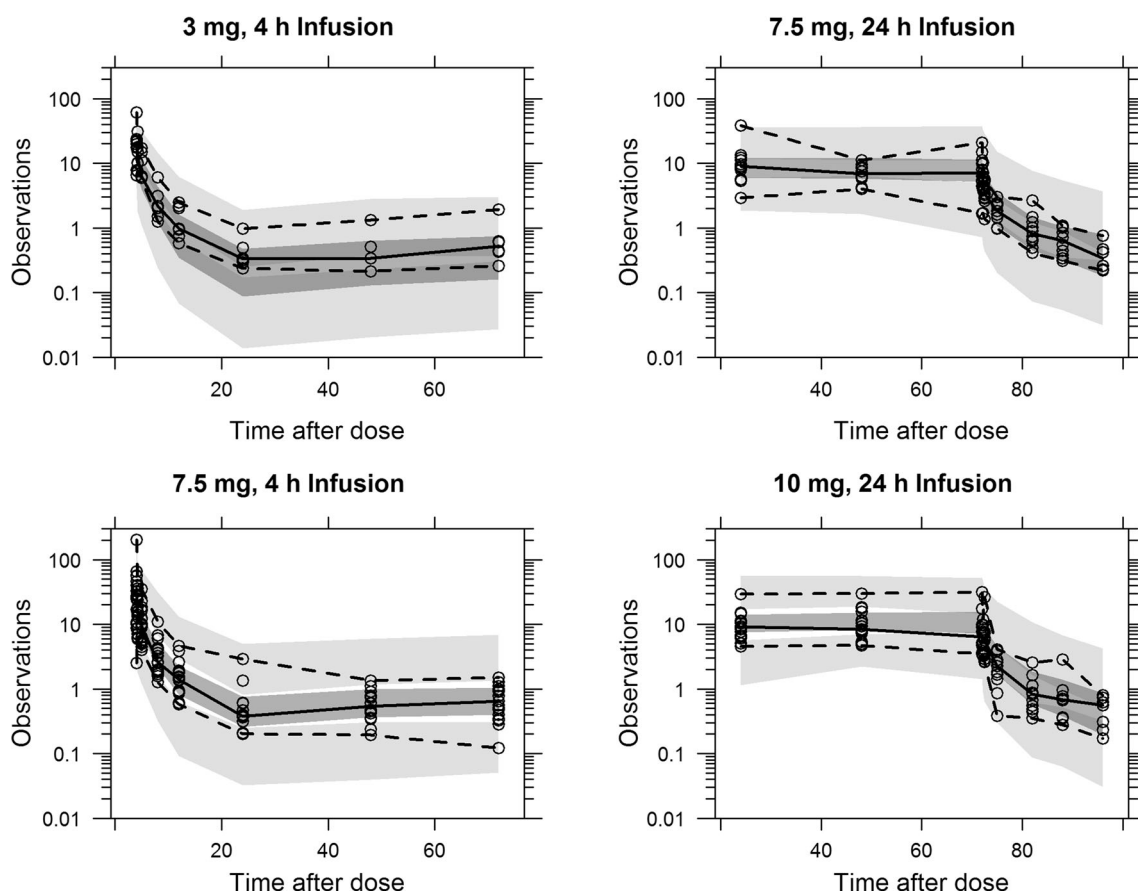 3 mg, 4 h Infusion
Observations
100
10
1
0.1
0.01
20 40 60
Time after dose
7.5 mg, 24 h Infusion
Observations
100
10
1
0.1
0.01
40 60 80
Time after dose
7.5 mg, 4 h Infusion
Observations
100
10
1
0.1
0.01
20 40 60
Time after dose
10 mg, 24 h Infusion
Observations
100
10
1
0.1
0.01
40 60 80
Time after dose